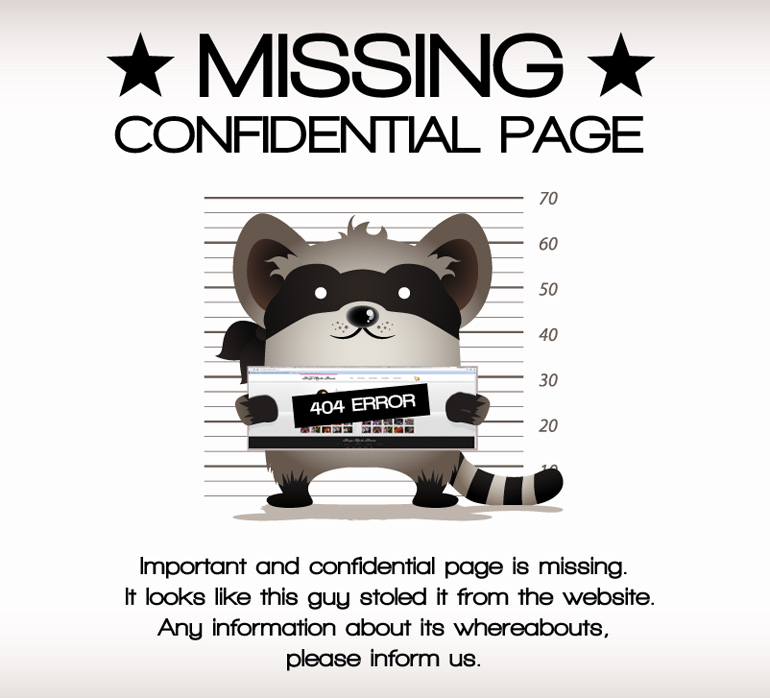 ★ MISSING ★
CONFIDENTIAL PAGE
70
60
50
40
30
20
10
404 ERROR
Important and confidential page is missing.
It looks like this guy stoled it from the website.
Any information about its whereabouts,
please inform us.